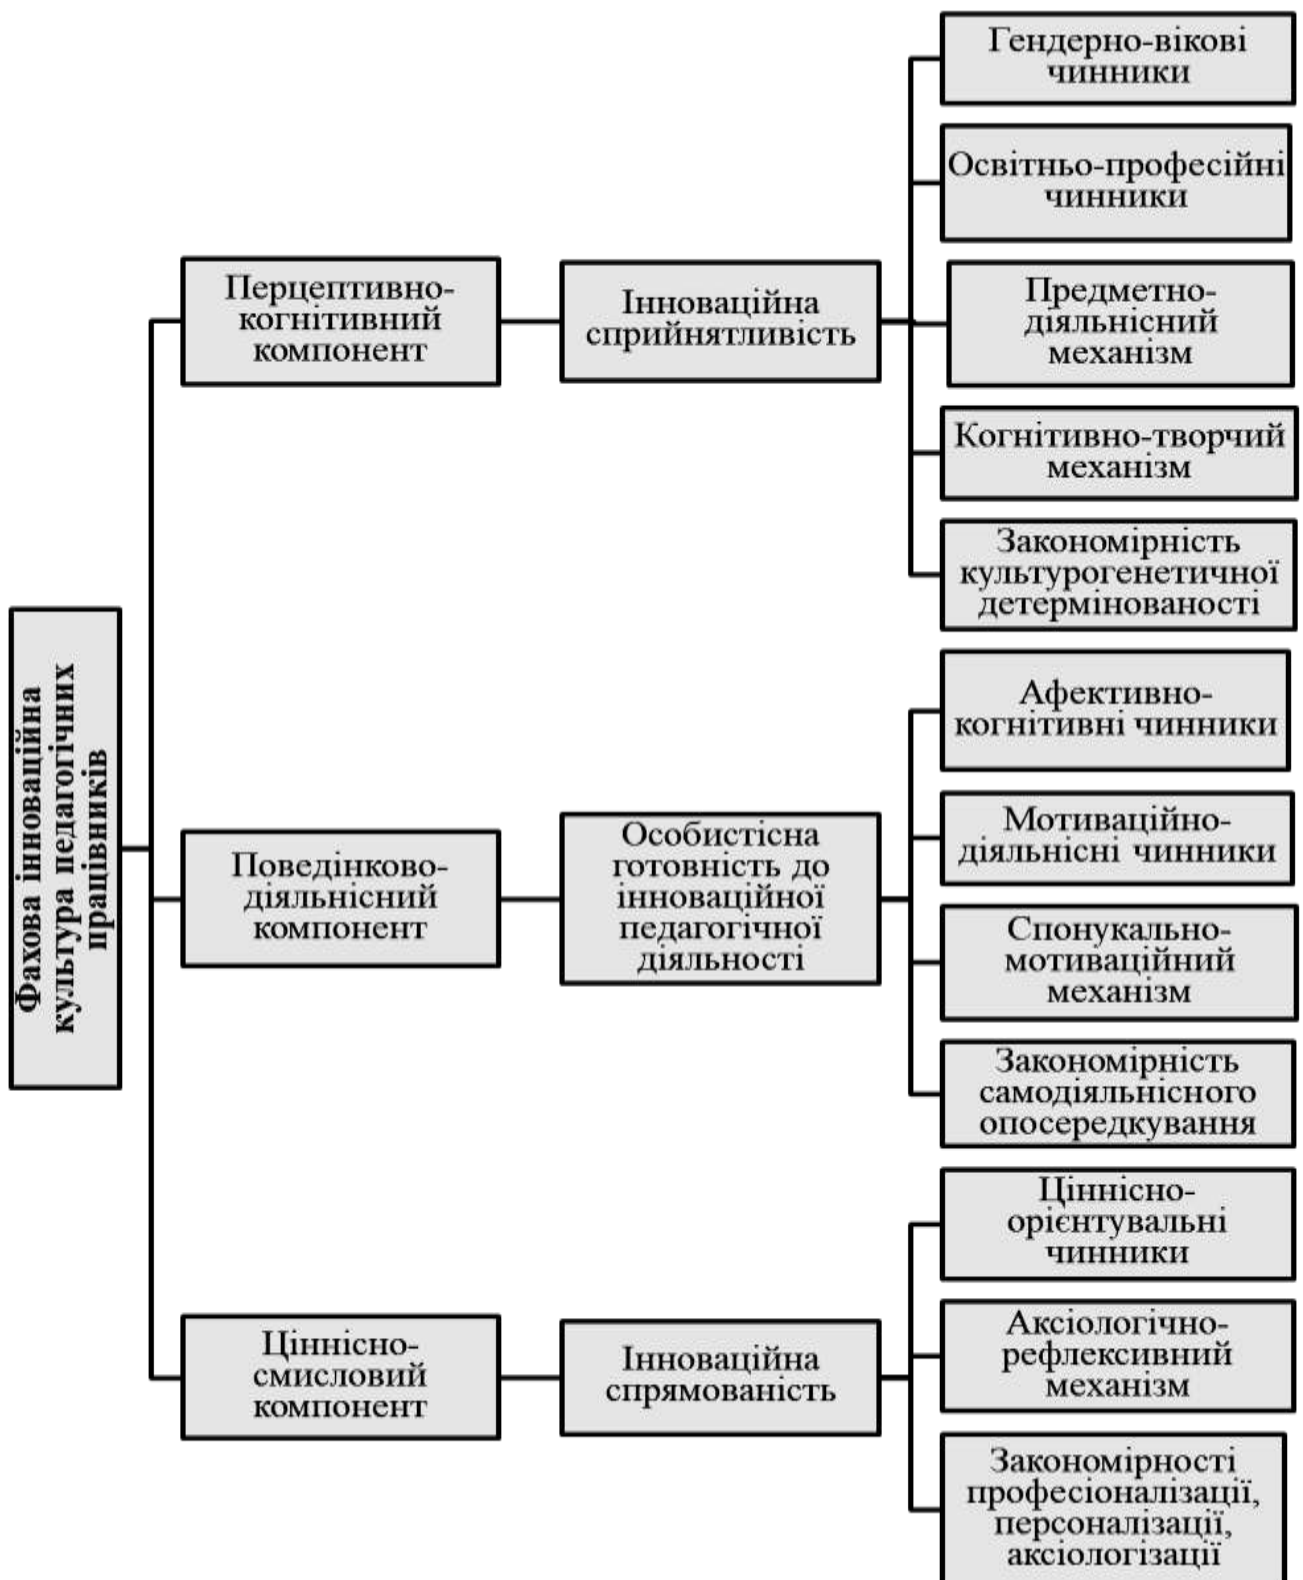 Фахова інноваційна
культура педагогічних
працівників
Перцептивно-
когнітивний
компонент
Інноваційна
сприйнятливість
Гендерно-вікові
чинники
Освітньо-професійні
чинники
Предметно-
діяльнісний
механізм
Когнітивно-творчий
механізм
Закономірність
культурогенетичної
детермінованості
Поведінково-
діяльнісний
компонент
Особистісна
готовність до
інноваційної
педагогічної
діяльності
Афективно-
когнітивні чинники
Мотиваційно-
діяльнісні чинники
Спонукально-
мотиваційний
механізм
Закономірність
самодіяльнісного
опосередкування
Ціннісно-
смисловий
компонент
Інноваційна
спрямованість
Ціннісно-
орієнтувальні
чинники
Аксіологічно-
рефлексивний
механізм
Закономірності
професіоналізації,
персоналізації,
аксіологізації